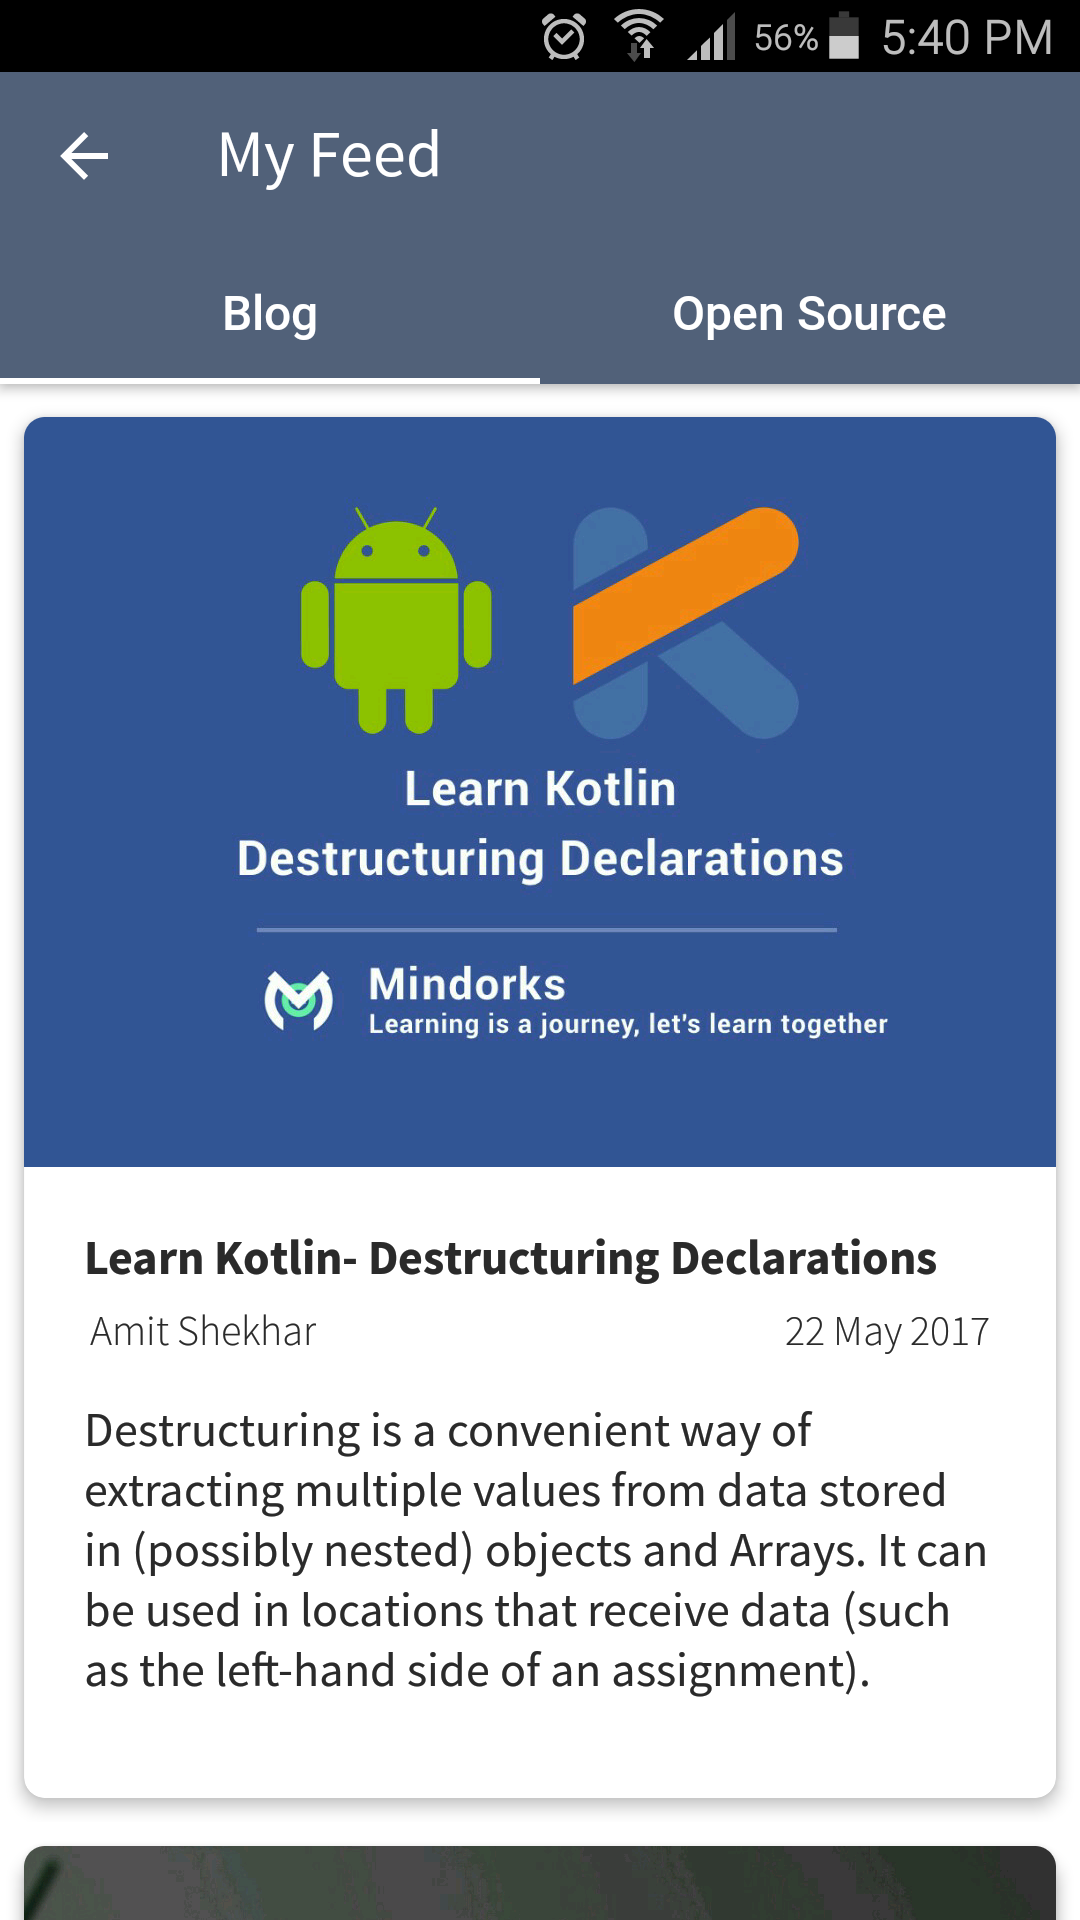 56% 5:40 PM
My Feed
Blog Open Source
Learn Kotlin
Destructuring Declarations
Mindorks
Learning is a journey, let's learn together
Learn Kotlin- Destructuring Declarations
Amit Shekhar 22 May 2017
Destructuring is a convenient way of
extracting multiple values from data stored
in (possibly nested) objects and Arrays. It can
be used in locations that receive data (such
as the left-hand side of an assignment).